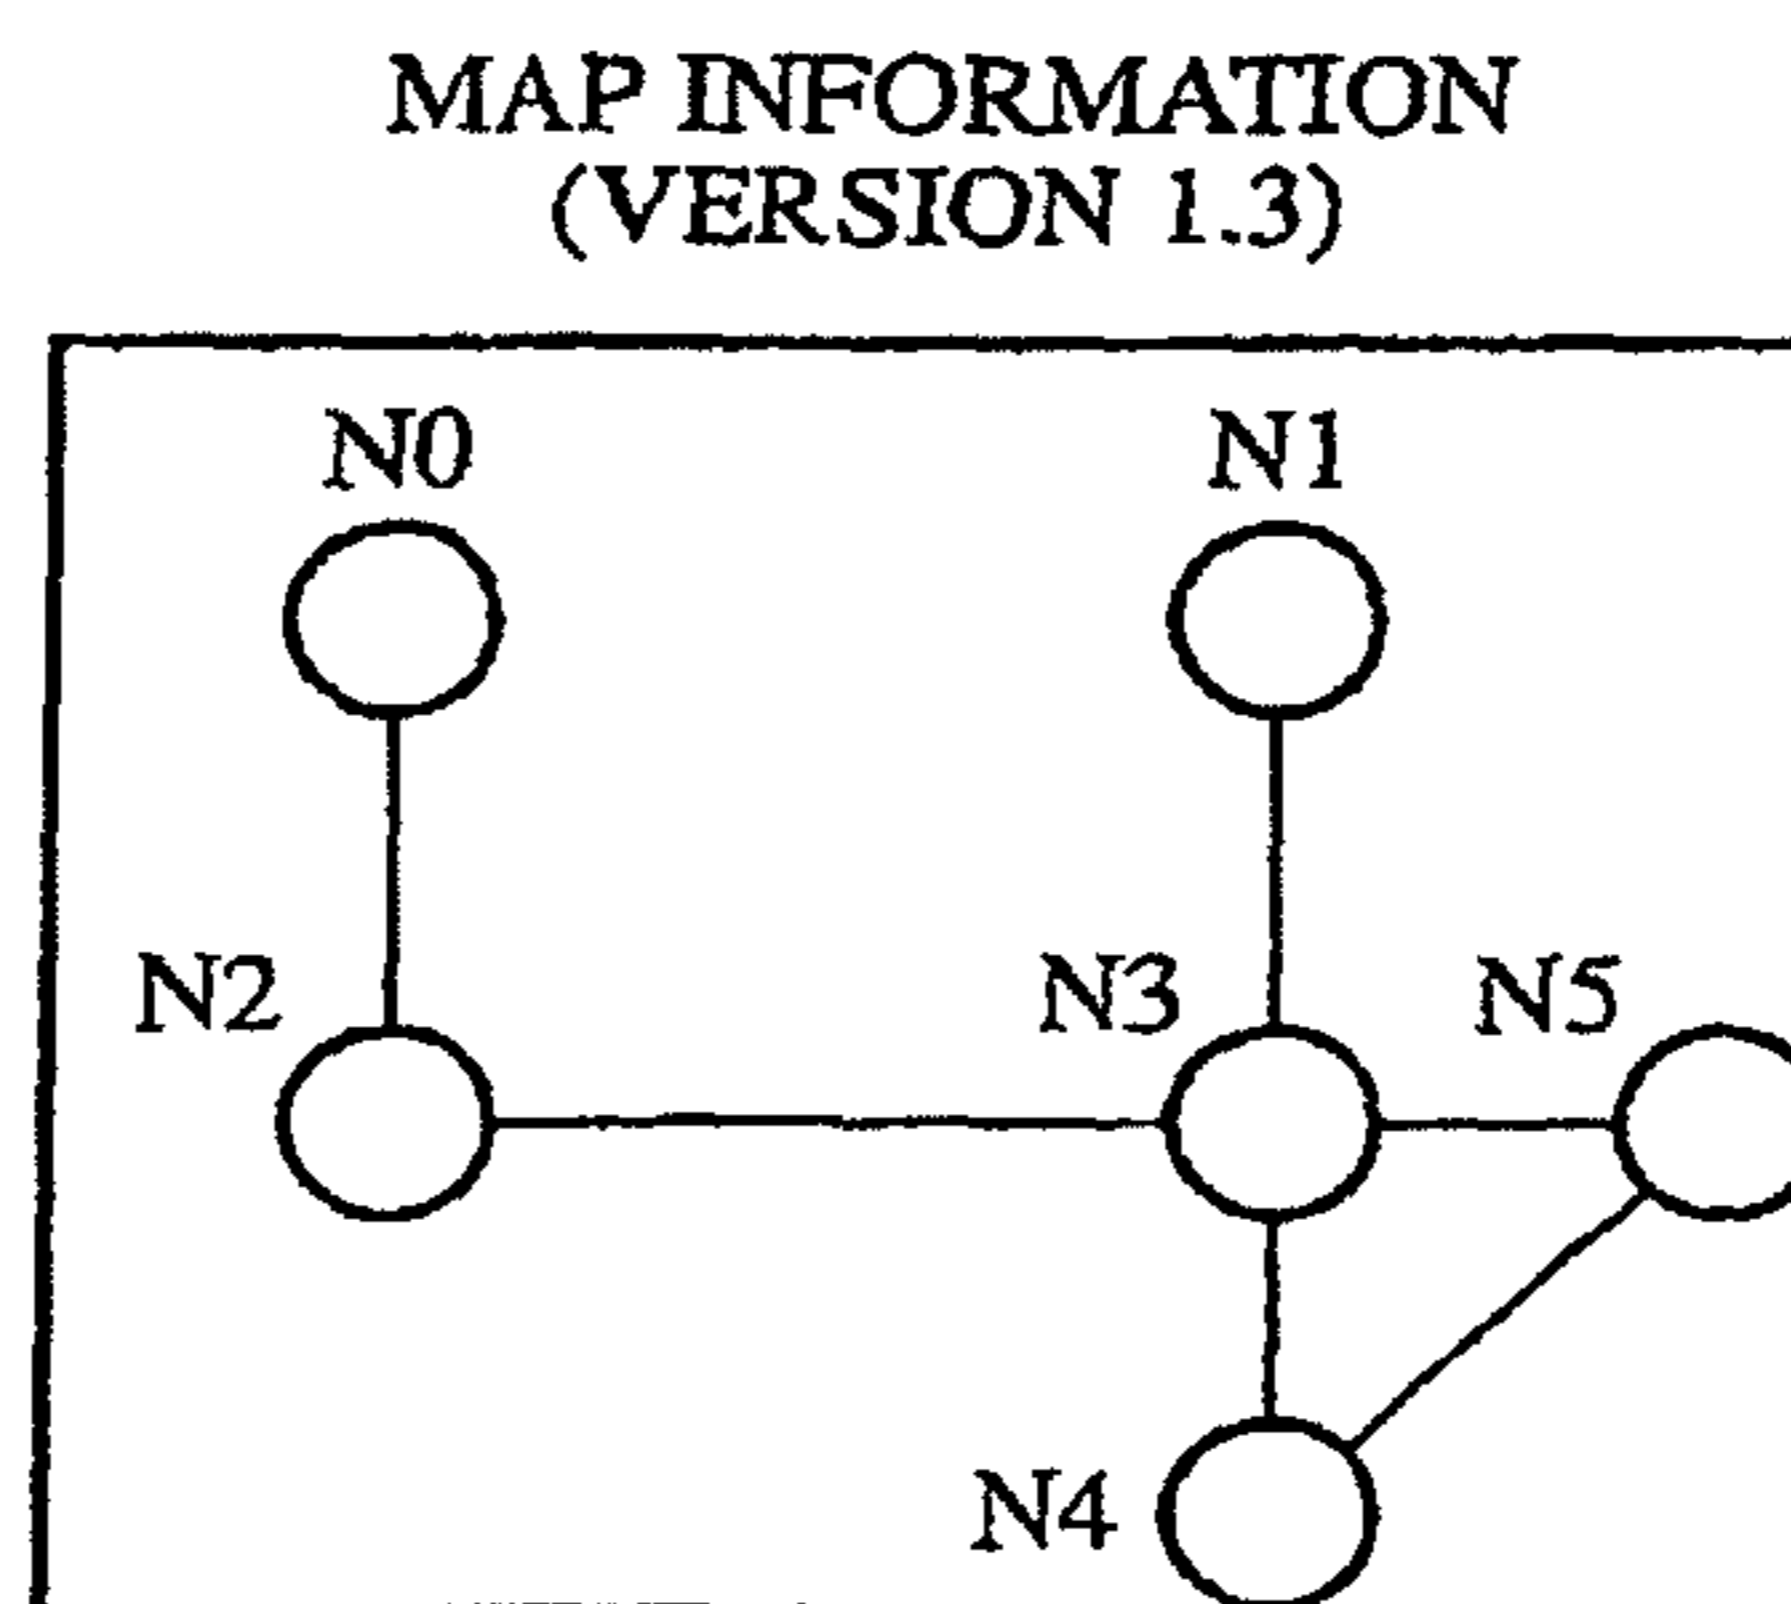 MAP INFORMATION
(VERSION 1.3)
N0 N1
N2 N3 N5
N4